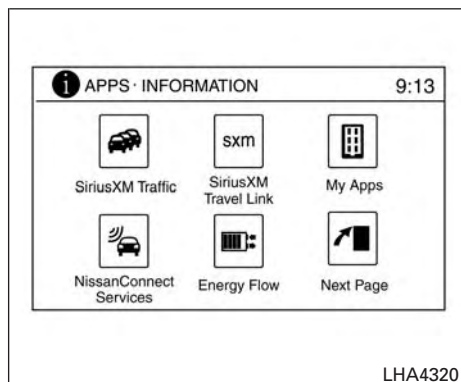 i APPS · INFORMATION 9:13
sxm
SiriusXM Traffic
SiriusXM
Travel Link
My Apps
NissanConnect
Services
Energy Flow
Next Page
LHA4320